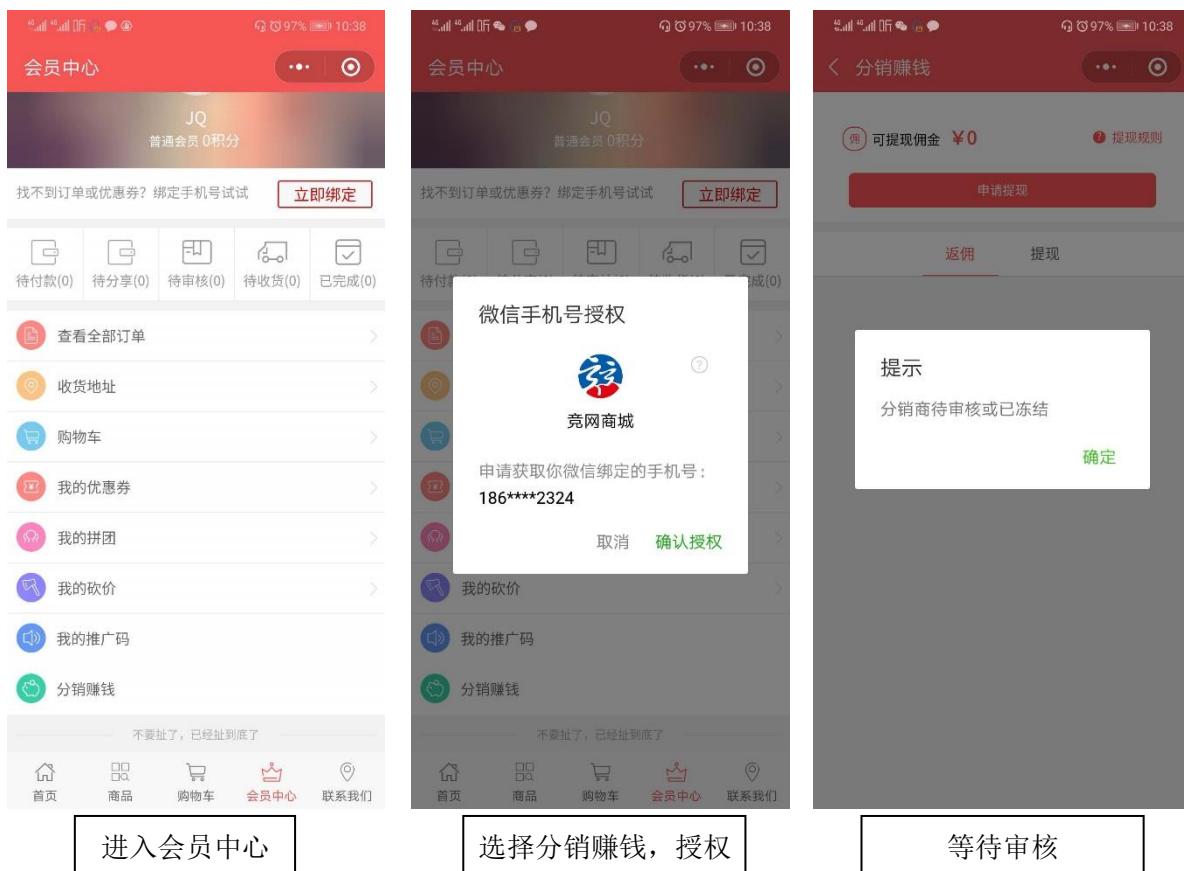 97% 10:38
会员中心
JQ
普通会员 0积分
找不到订单或优惠券？绑定手机号试试 立即绑定
待付款(0) 待分享(0) 待审核(0) 待收货(0) 已完成(0)
查看全部订单
收货地址
购物车
我的优惠券
我的拼团
我的砍价
我的推广码
分销赚钱
不要扯了，已经扯到底了
首页 商品 购物车 会员中心 联系我们
进入会员中心
97% 10:38
会员中心
JQ
普通会员 0积分
找不到订单或优惠券？绑定手机号试试 立即绑定
微信手机号授权
竞网商城
申请获取你微信绑定的手机号：
186****2324
取消 确认授权
我的砍价
我的推广码
分销赚钱
不要扯了，已经扯到底了
首页 商品 购物车 会员中心 联系我们
选择分销赚钱，授权
97% 10:38
分销赚钱
佣 可提现佣金 ￥0 提现规则
申请提现
返佣 提现
提示
分销商待审核或已冻结
确定
等待审核